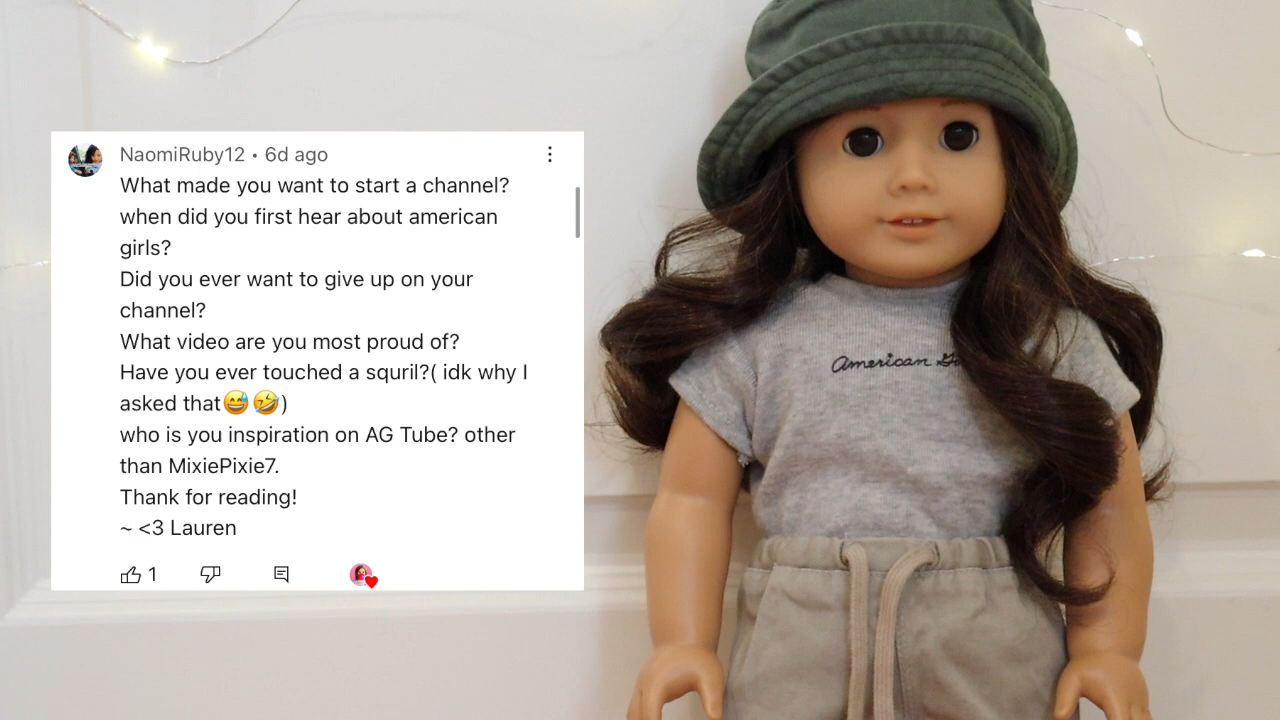 NaomiRuby12 • 6d ago
What made you want to start a channel?
when did you first hear about american
girls?
Did you ever want to give up on your
channel?
What video are you most proud of?
Have you ever touched a squril?( idk why I
asked that😅🤣)
who is you inspiration on AG Tube? other
than MixiePixie7.
Thank for reading!
~ <3 Lauren
1
American